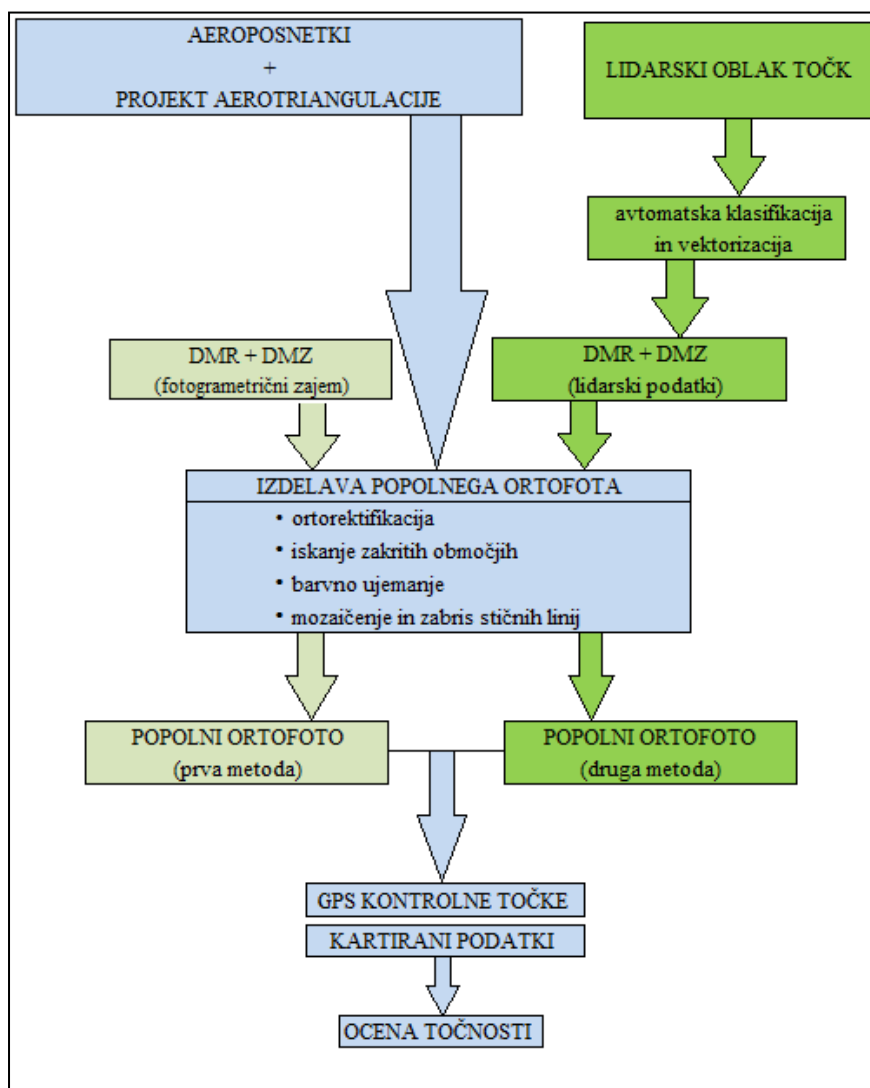 AEROPOSNETKI
+
PROJEKT AEROTRIANGULACIJE
LIDARSKI OBLAK TOČK
avtomatska klasifikacija
in vektorizacija
DMR + DMZ
(fotogrametrični zajem)
DMR + DMZ
(lidarski podatki)
IZDELAVA POPOLNEGA ORTOFOTA
• ortorektifikacija
• iskanje zakritih območjih
• barvno ujemanje
• mozaičenje in zabris stičnih linij
POPOLNI ORTOFOTO
(prva metoda)
POPOLNI ORTOFOTO
(druga metoda)
GPS KONTROLNE TOČKE
KARTIRANI PODATKI
OCENA TOČNOSTI